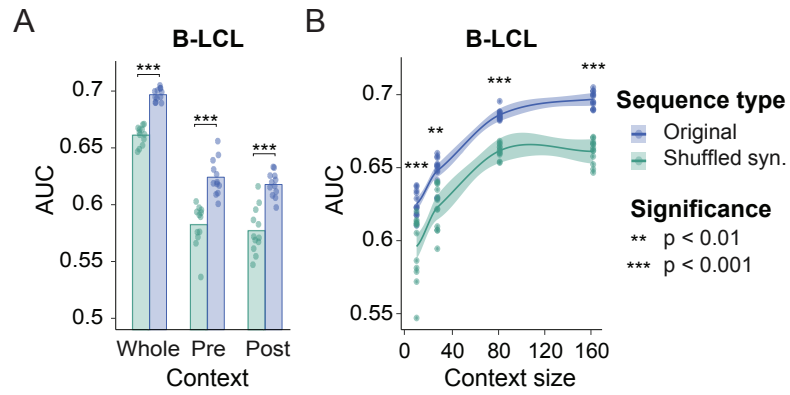 A
B-LCL
***
***
***
AUC
0.7
0.65
0.6
0.55
0.5
Whole Pre Post
Context
B
B-LCL
***
**
***
***
AUC
0.7
0.65
0.6
0.55
0 40 80 120 160
Context size
Sequence type
Original
Shuffled syn.
Significance
** p < 0.01
*** p < 0.001